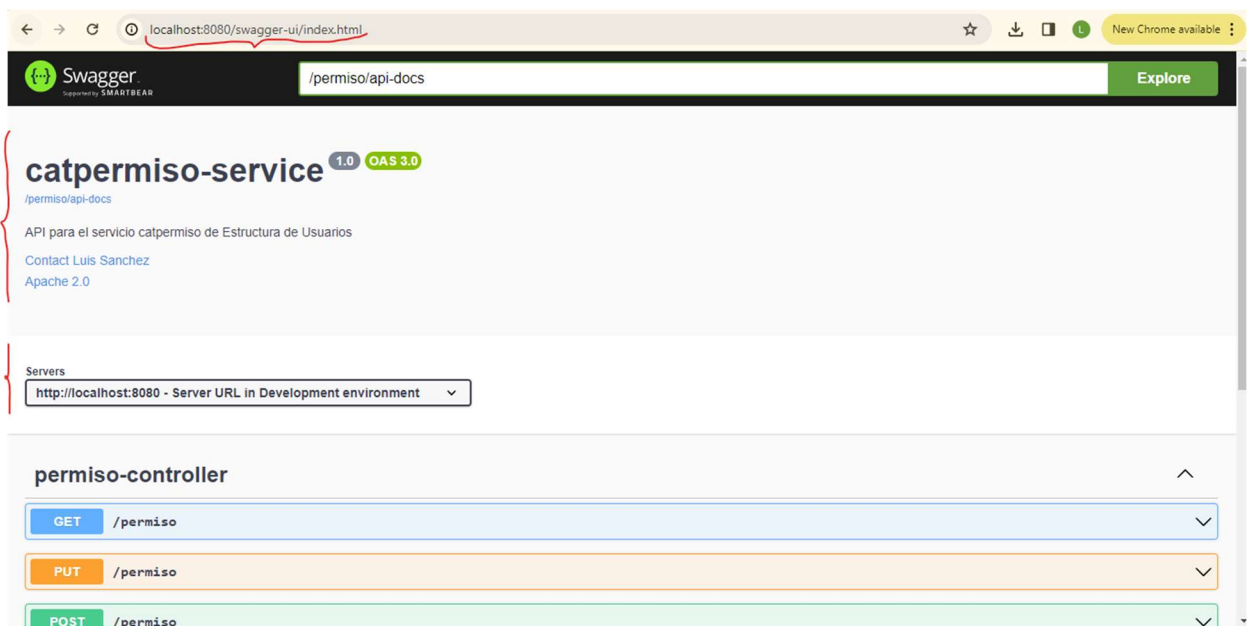 localhost:8080/swagger-ui/index.html
L
New Chrome available
{··} Swagger.
Supported by SMARTBEAR
/permiso/api-docs
Explore
catpermiso-service 1.0 OAS 3.0
/permiso/api-docs
API para el servicio catpermiso de Estructura de Usuarios
Contact Luis Sanchez
Apache 2.0
Servers
http://localhost:8080 - Server URL in Development environment
permiso-controller
GET /permiso
PUT /permiso
POST /permiso